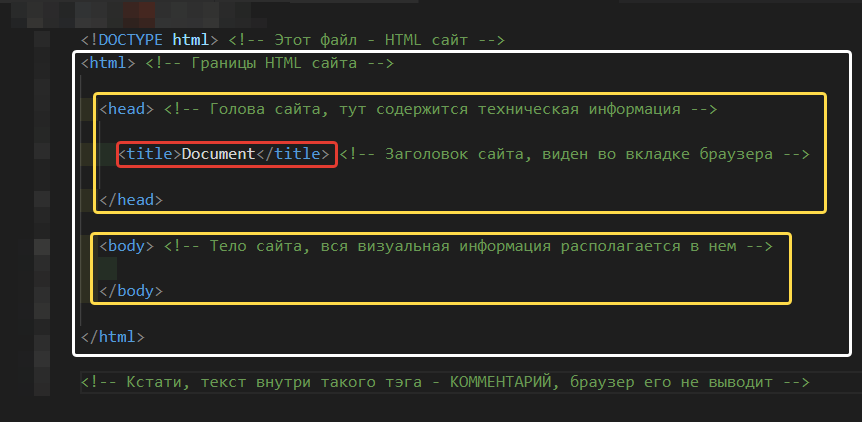 <!DOCTYPE html> <!-- Этот файл - HTML сайт -->
<html> <!-- Границы HTML сайта -->
<head> <!-- Голова сайта, тут содержится техническая информация -->
<title>Document</title> <!-- Заголовок сайта, виден во вкладке браузера -->
</head>
<body> <!-- Тело сайта, вся визуальная информация располагается в нем -->
</body>
</html>
<!-- Кстати, текст внутри такого тэга - КОММЕНТАРИЙ, браузер его не выводит -->